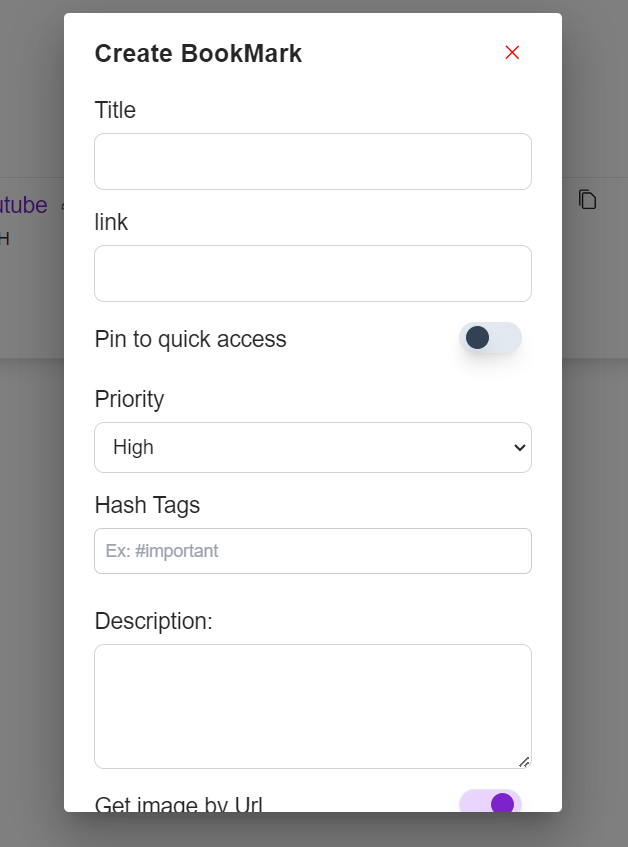 Create BookMark
Title
utube
H
link
Pin to quick access
Priority
High
Hash Tags
Ex: #important
Description:
Get image by Url